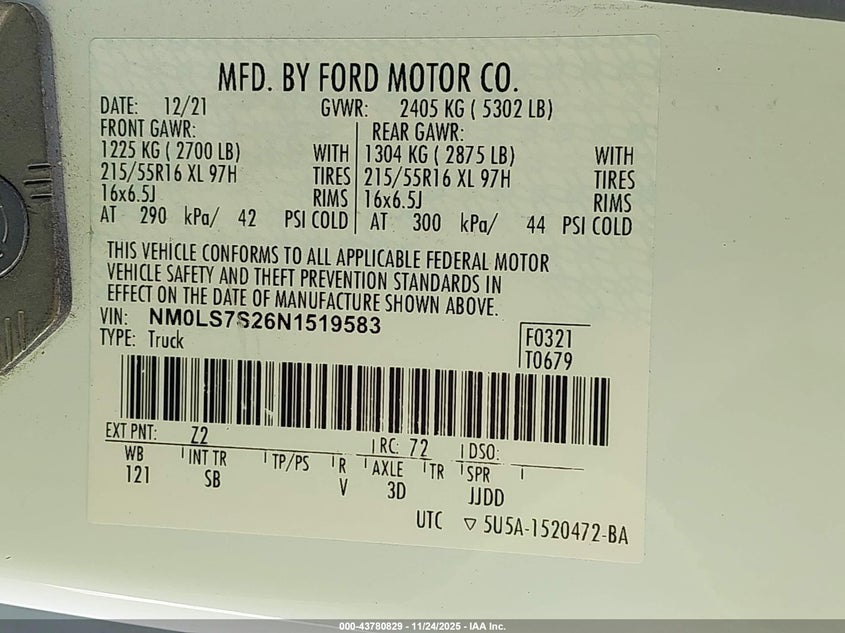 MFD. BY FORD MOTOR CO.
DATE: 12/21 GVWR: 2405 KG ( 5302 LB)
FRONT GAWR: REAR GAWR:
1225 KG ( 2700 LB) WITH 1304 KG ( 2875 LB) WITH
215/55R16 XL 97H TIRES 215/55R16 XL 97H TIRES
16x6.5J RIMS 16x6.5J RIMS
AT 290 kPa/ 42 PSI COLD AT 300 kPa/ 44 PSI COLD
THIS VEHICLE CONFORMS TO ALL APPLICABLE FEDERAL MOTOR
VEHICLE SAFETY AND THEFT PREVENTION STANDARDS IN
EFFECT ON THE DATE OF MANUFACTURE SHOWN ABOVE.
VIN: NM0LS7S26N1519583
TYPE: Truck
F0321
T0679
EXT PNT: Z2 RC: 72 DSO:
WB INT TR TP/PS R AXLE TR SPR
121 SB V 3D JJDD
UTC ▽ 5U5A-1520472-BA
000-43780829 - 11/24/2025 - IAA Inc.